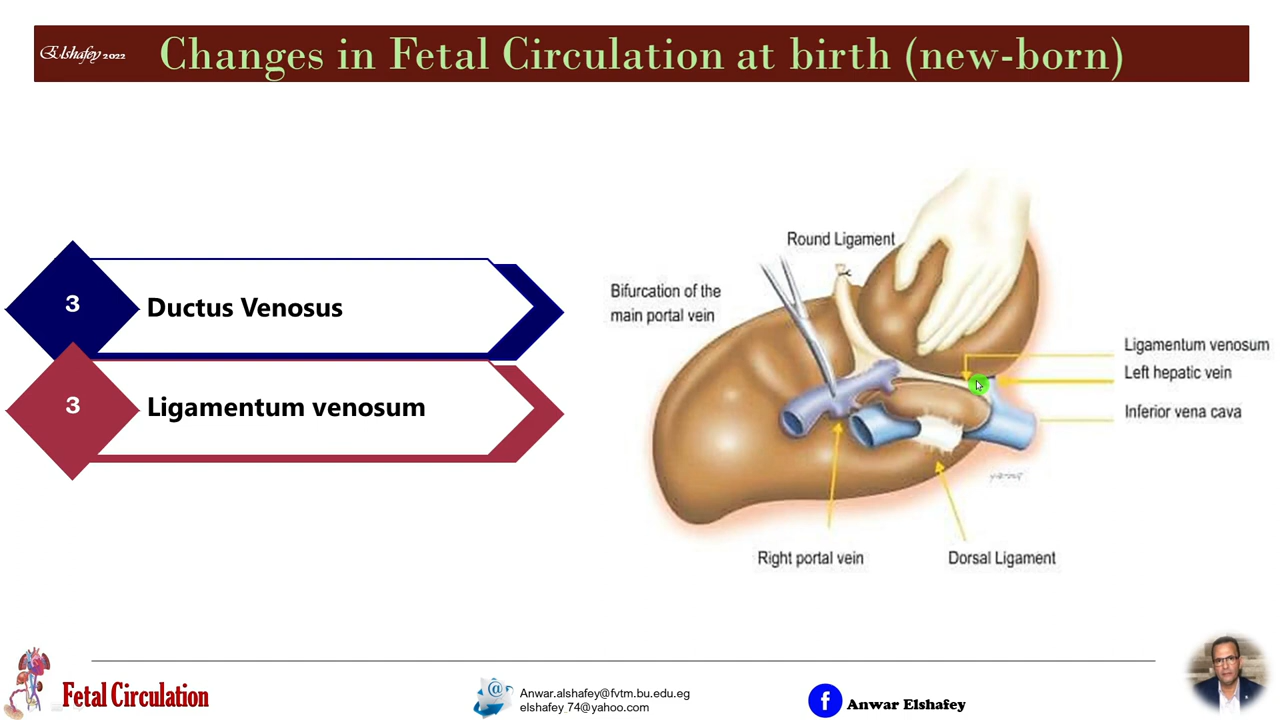 Elshafey 2022
Changes in Fetal Circulation at birth (new-born)
3
Ductus Venosus
3
Ligamentum venosum
Round Ligament
Bifurcation of the
main portal vein
Ligamentum venosum
Left hepatic vein
Inferior vena cava
Right portal vein
Dorsal Ligament
Fetal Circulation
@
Anwar.alshafey@fvtm.bu.edu.eg
elshafey_74@yahoo.com
f
Anwar Elshafey